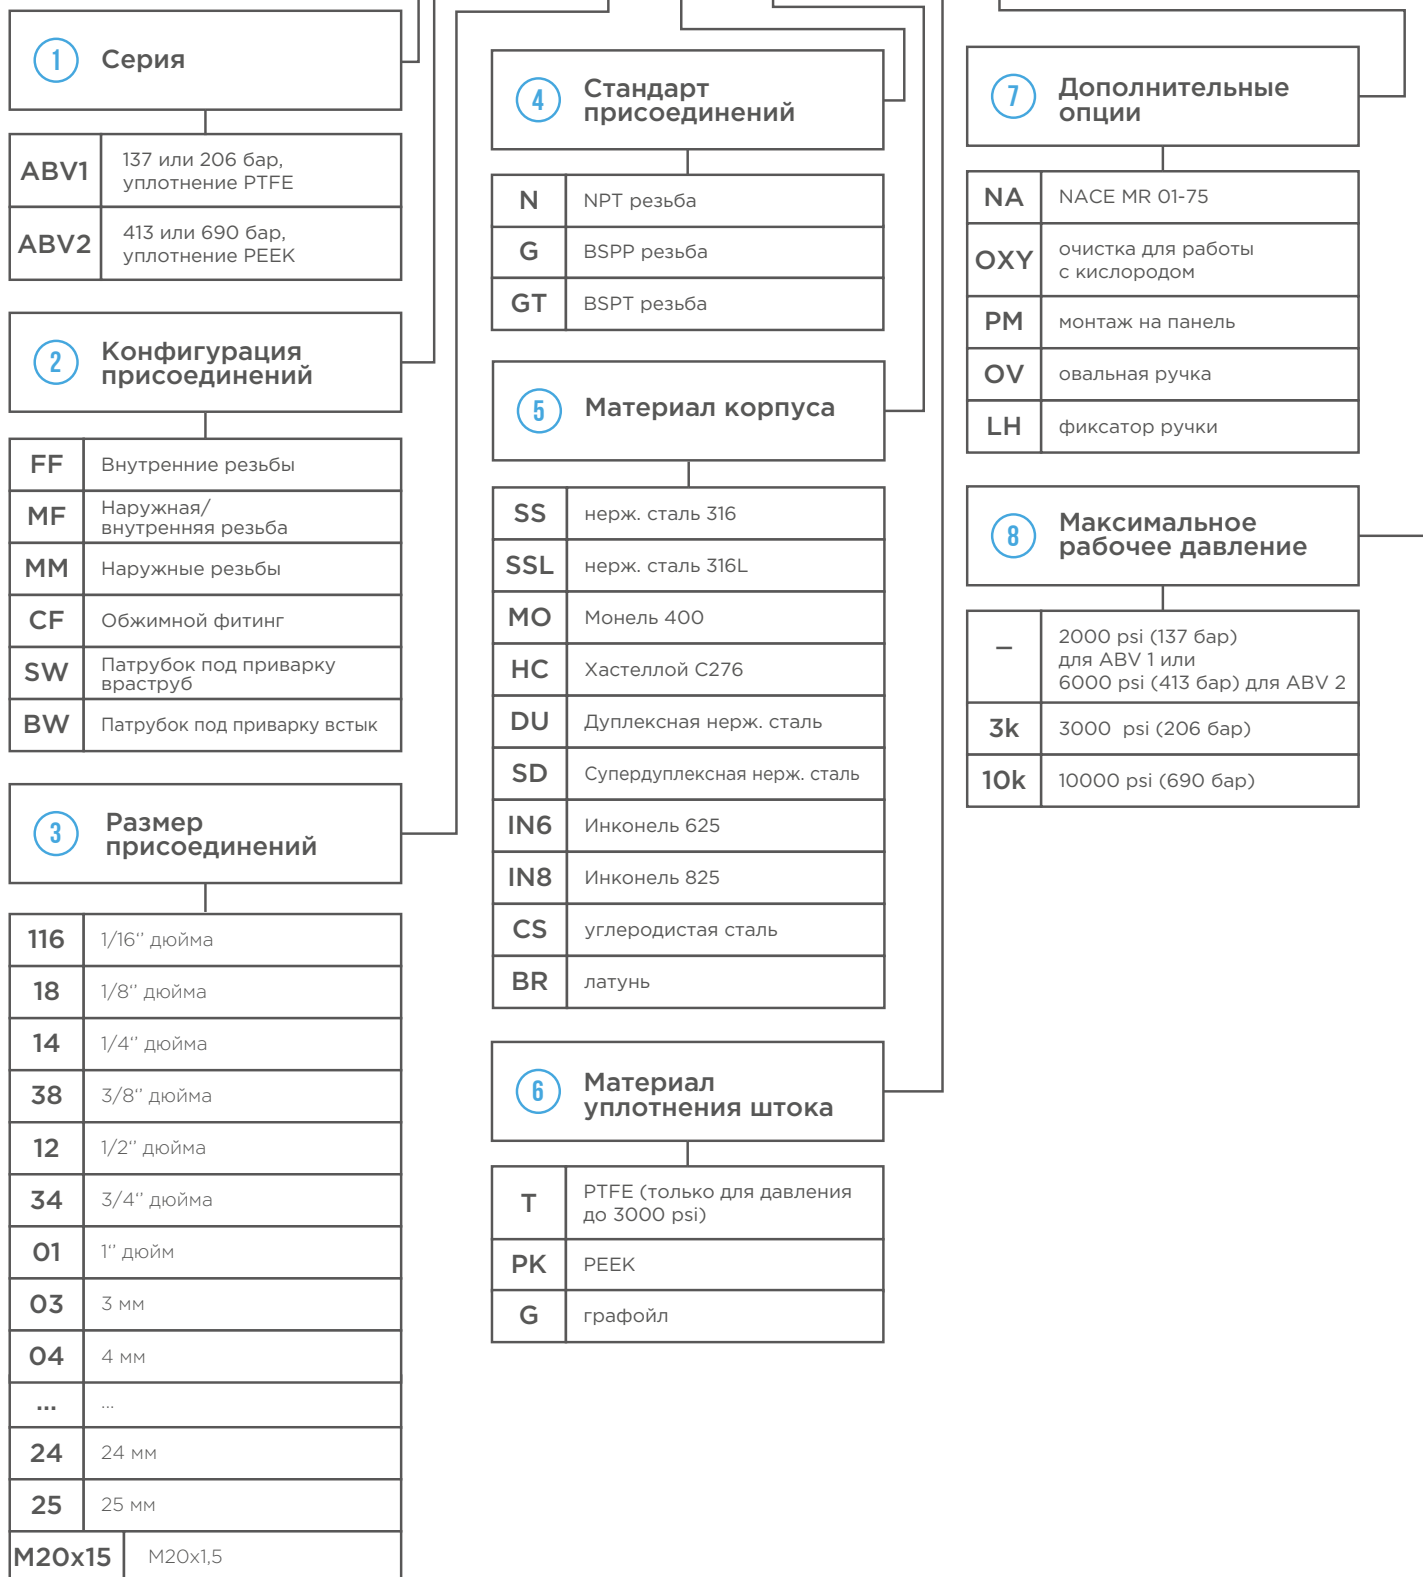 1
Серия
ABV1
137 или 206 бар,
уплотнение PTFE
ABV2
413 или 690 бар,
уплотнение PEEK
2
Конфигурация
присоединений
FF
Внутренние резьбы
MF
Наружная/
внутренняя резьба
MM
Наружные резьбы
CF
Обжимной фитинг
SW
Патрубок под приварку
враструб
BW
Патрубок под приварку встык
3
Размер
присоединений
116
1/16‘’ дюйма
18
1/8‘’ дюйма
14
1/4‘’ дюйма
38
3/8‘’ дюйма
12
1/2‘’ дюйма
34
3/4‘’ дюйма
01
1‘’ дюйм
03
3 мм
04
4 мм
...
...
24
24 мм
25
25 мм
M20x15
M20x1,5
4
Стандарт
присоединений
N
NPT резьба
G
BSPP резьба
GT
BSPT резьба
5
Материал корпуса
SS
нерж. сталь 316
SSL
нерж. сталь 316L
MO
Монель 400
HC
Хастеллой C276
DU
Дуплексная нерж. сталь
SD
Супердуплексная нерж. сталь
IN6
Инконель 625
IN8
Инконель 825
CS
углеродистая сталь
BR
латунь
6
Материал
уплотнения штока
T
PTFE (только для давления
до 3000 psi)
PK
PEEK
G
графойл
7
Дополнительные
опции
NA
NACE MR 01-75
OXY
очистка для работы
с кислородом
PM
монтаж на панель
OV
овальная ручка
LH
фиксатор ручки
8
Максимальное
рабочее давление
–
2000 psi (137 бар)
для ABV 1 или
6000 psi (413 бар) для ABV 2
3k
3000 psi (206 бар)
10k
10000 psi (690 бар)